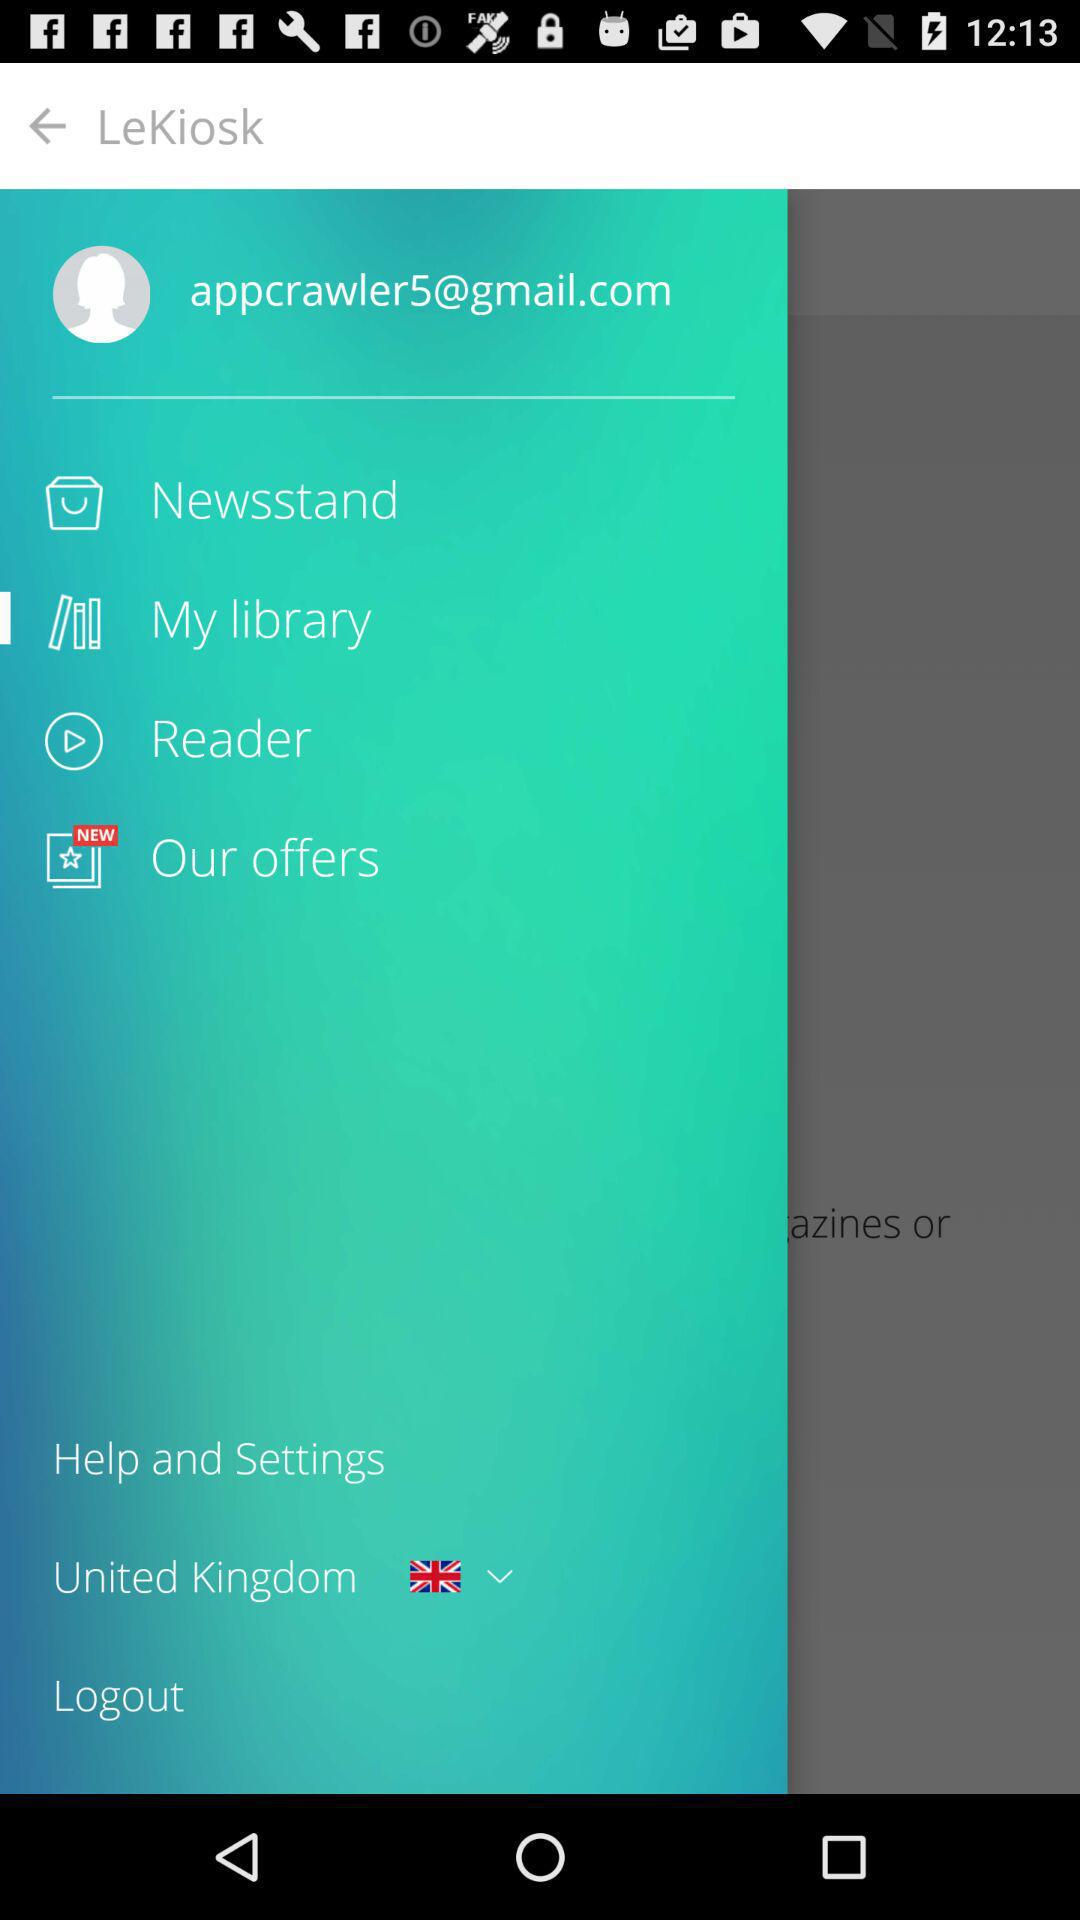 FAKE
12:13
LeKiosk
appcrawler5@gmail.com
Newsstand
My library
Reader
NEW
Our offers
azines or
Help and Settings
United Kingdom
Logout